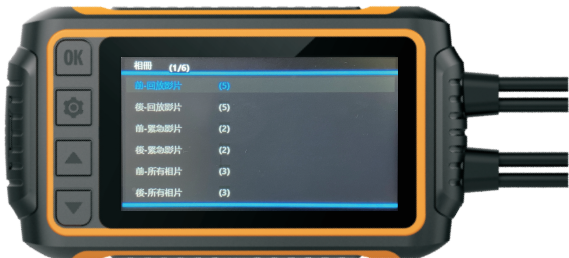 OK
相冊 (1/6)
前-回放影片 (5)
後-回放影片 (5)
前-緊急影片 (2)
後-緊急影片 (2)
前-所有相片 (3)
後-所有相片 (3)